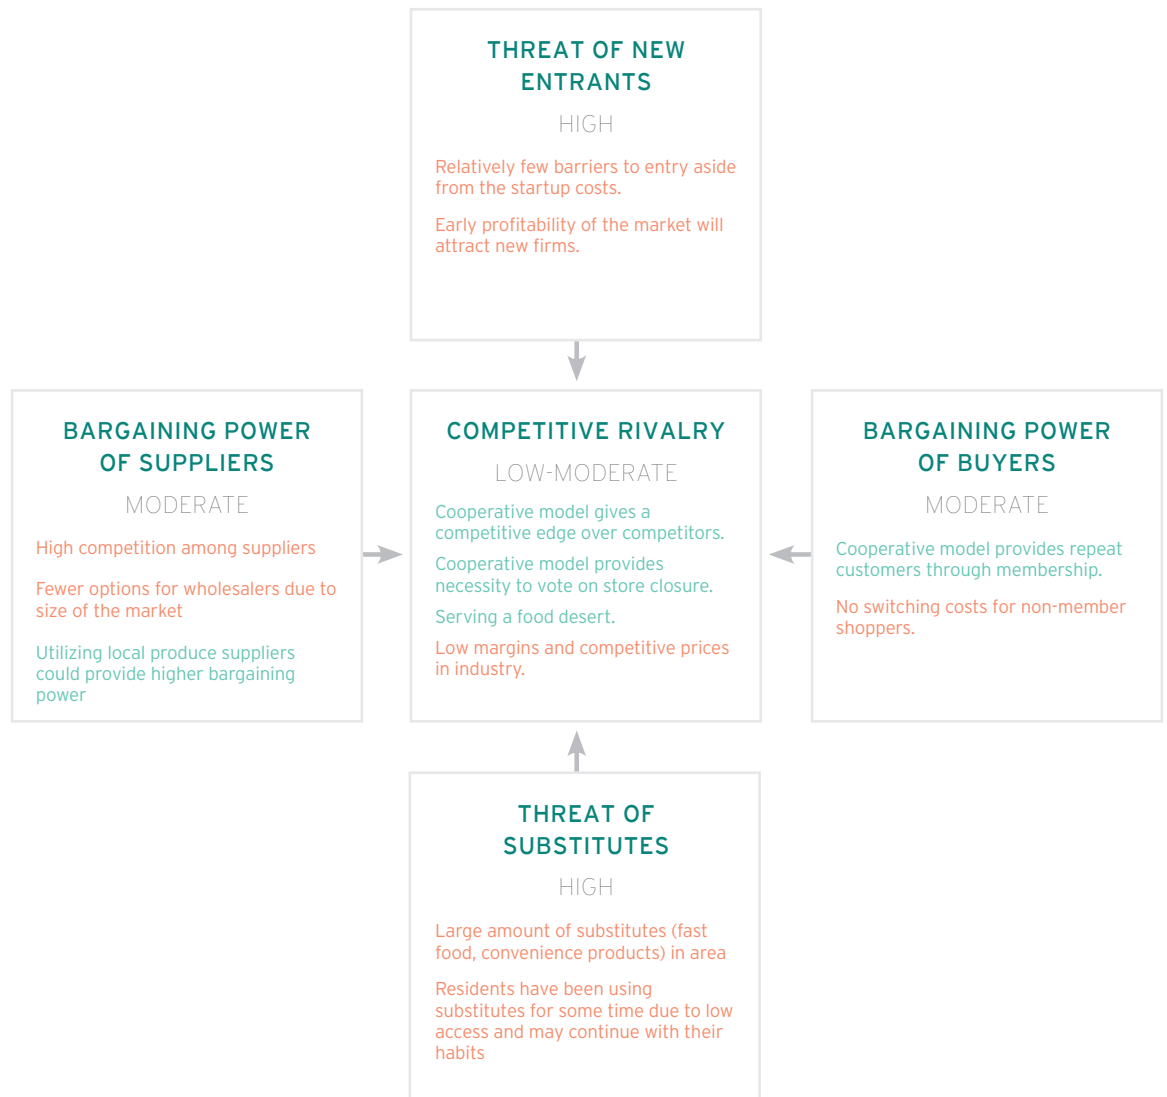 THREAT OF NEW
ENTRANTS
HIGH
Relatively few barriers to entry aside
from the startup costs.
Early profitability of the market will
attract new firms.
BARGAINING POWER
OF SUPPLIERS
MODERATE
High competition among suppliers
Fewer options for wholesalers due to
size of the market
Utilizing local produce suppliers
could provide higher bargaining
power
COMPETITIVE RIVALRY
LOW-MODERATE
Cooperative model gives a
competitive edge over competitors.
Cooperative model provides
necessity to vote on store closure.
Serving a food desert.
Low margins and competitive prices
in industry.
BARGAINING POWER
OF BUYERS
MODERATE
Cooperative model provides repeat
customers through membership.
No switching costs for non-member
shoppers.
THREAT OF
SUBSTITUTES
HIGH
Large amount of substitutes (fast
food, convenience products) in area
Residents have been using
substitutes for some time due to low
access and may continue with their
habits